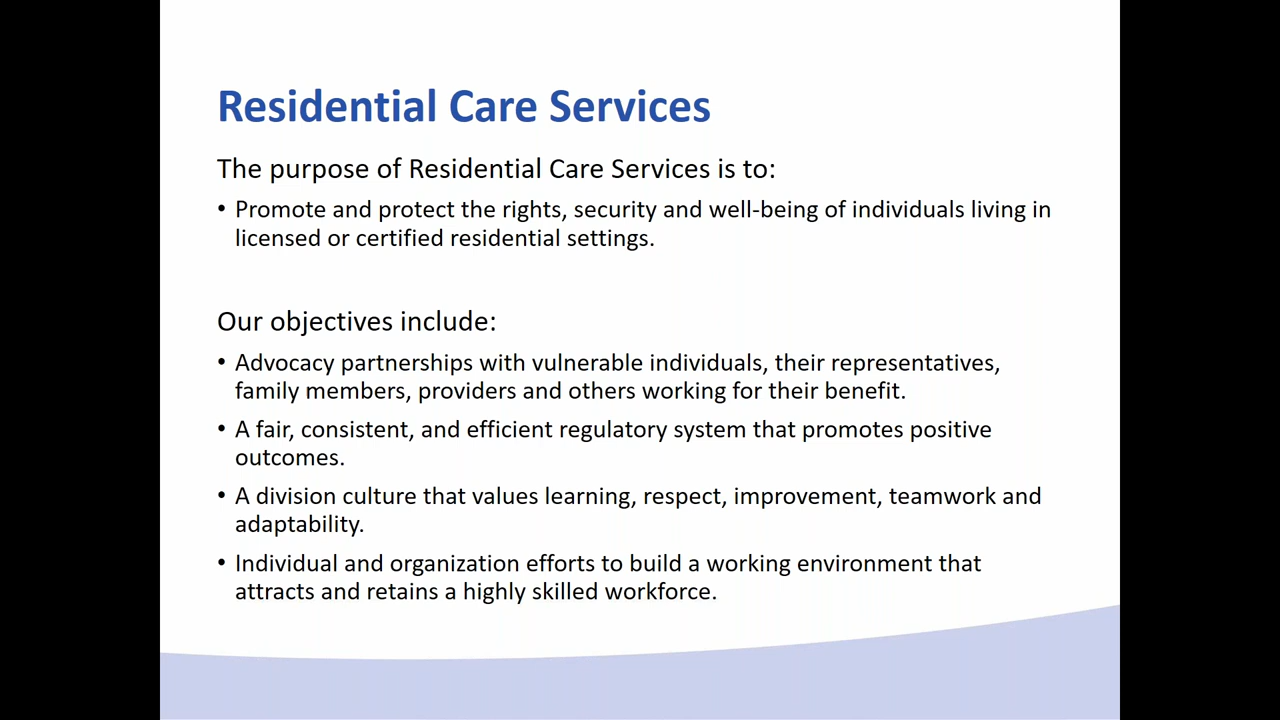 Residential Care Services
The purpose of Residential Care Services is to:
• Promote and protect the rights, security and well-being of individuals living in
licensed or certified residential settings.
Our objectives include:
• Advocacy partnerships with vulnerable individuals, their representatives,
family members, providers and others working for their benefit.
• A fair, consistent, and efficient regulatory system that promotes positive
outcomes.
• A division culture that values learning, respect, improvement, teamwork and
adaptability.
• Individual and organization efforts to build a working environment that
attracts and retains a highly skilled workforce.